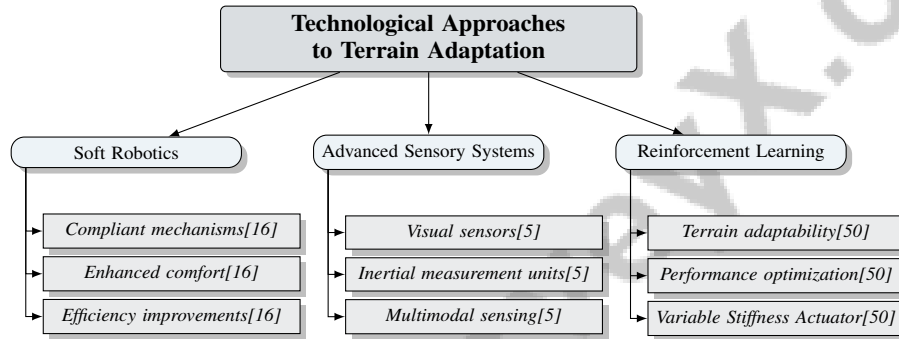 Technological Approaches
to Terrain Adaptation
Soft Robotics
Compliant mechanisms[16]
Enhanced comfort[16]
Efficiency improvements[16]
Advanced Sensory Systems
Visual sensors[5]
Inertial measurement units[5]
Multimodal sensing[5]
Reinforcement Learning
Terrain adaptability[50]
Performance optimization[50]
Variable Stiffness Actuator[50]